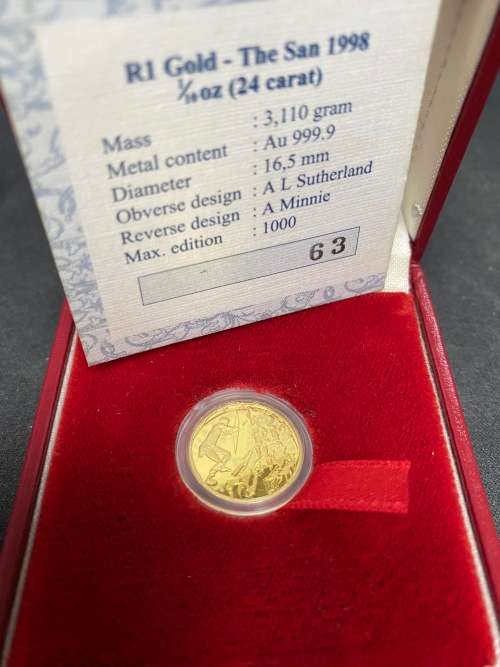 R1 Gold - The San 1998
1/10 oz (24 carat)
Mass : 3,110 gram
Metal content : Au 999.9
Diameter : 16,5 mm
Obverse design : A L Sutherland
Reverse design : A Minnie
Max. edition : 1000
63